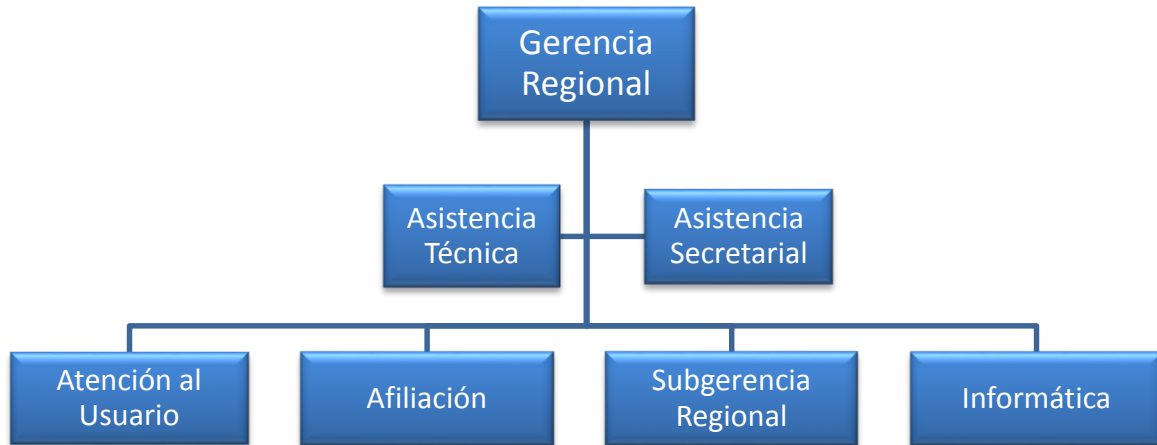 Gerencia
Regional
Asistencia
Técnica
Asistencia
Secretarial
Atención al
Usuario
Afiliación
Subgerencia
Regional
Informática